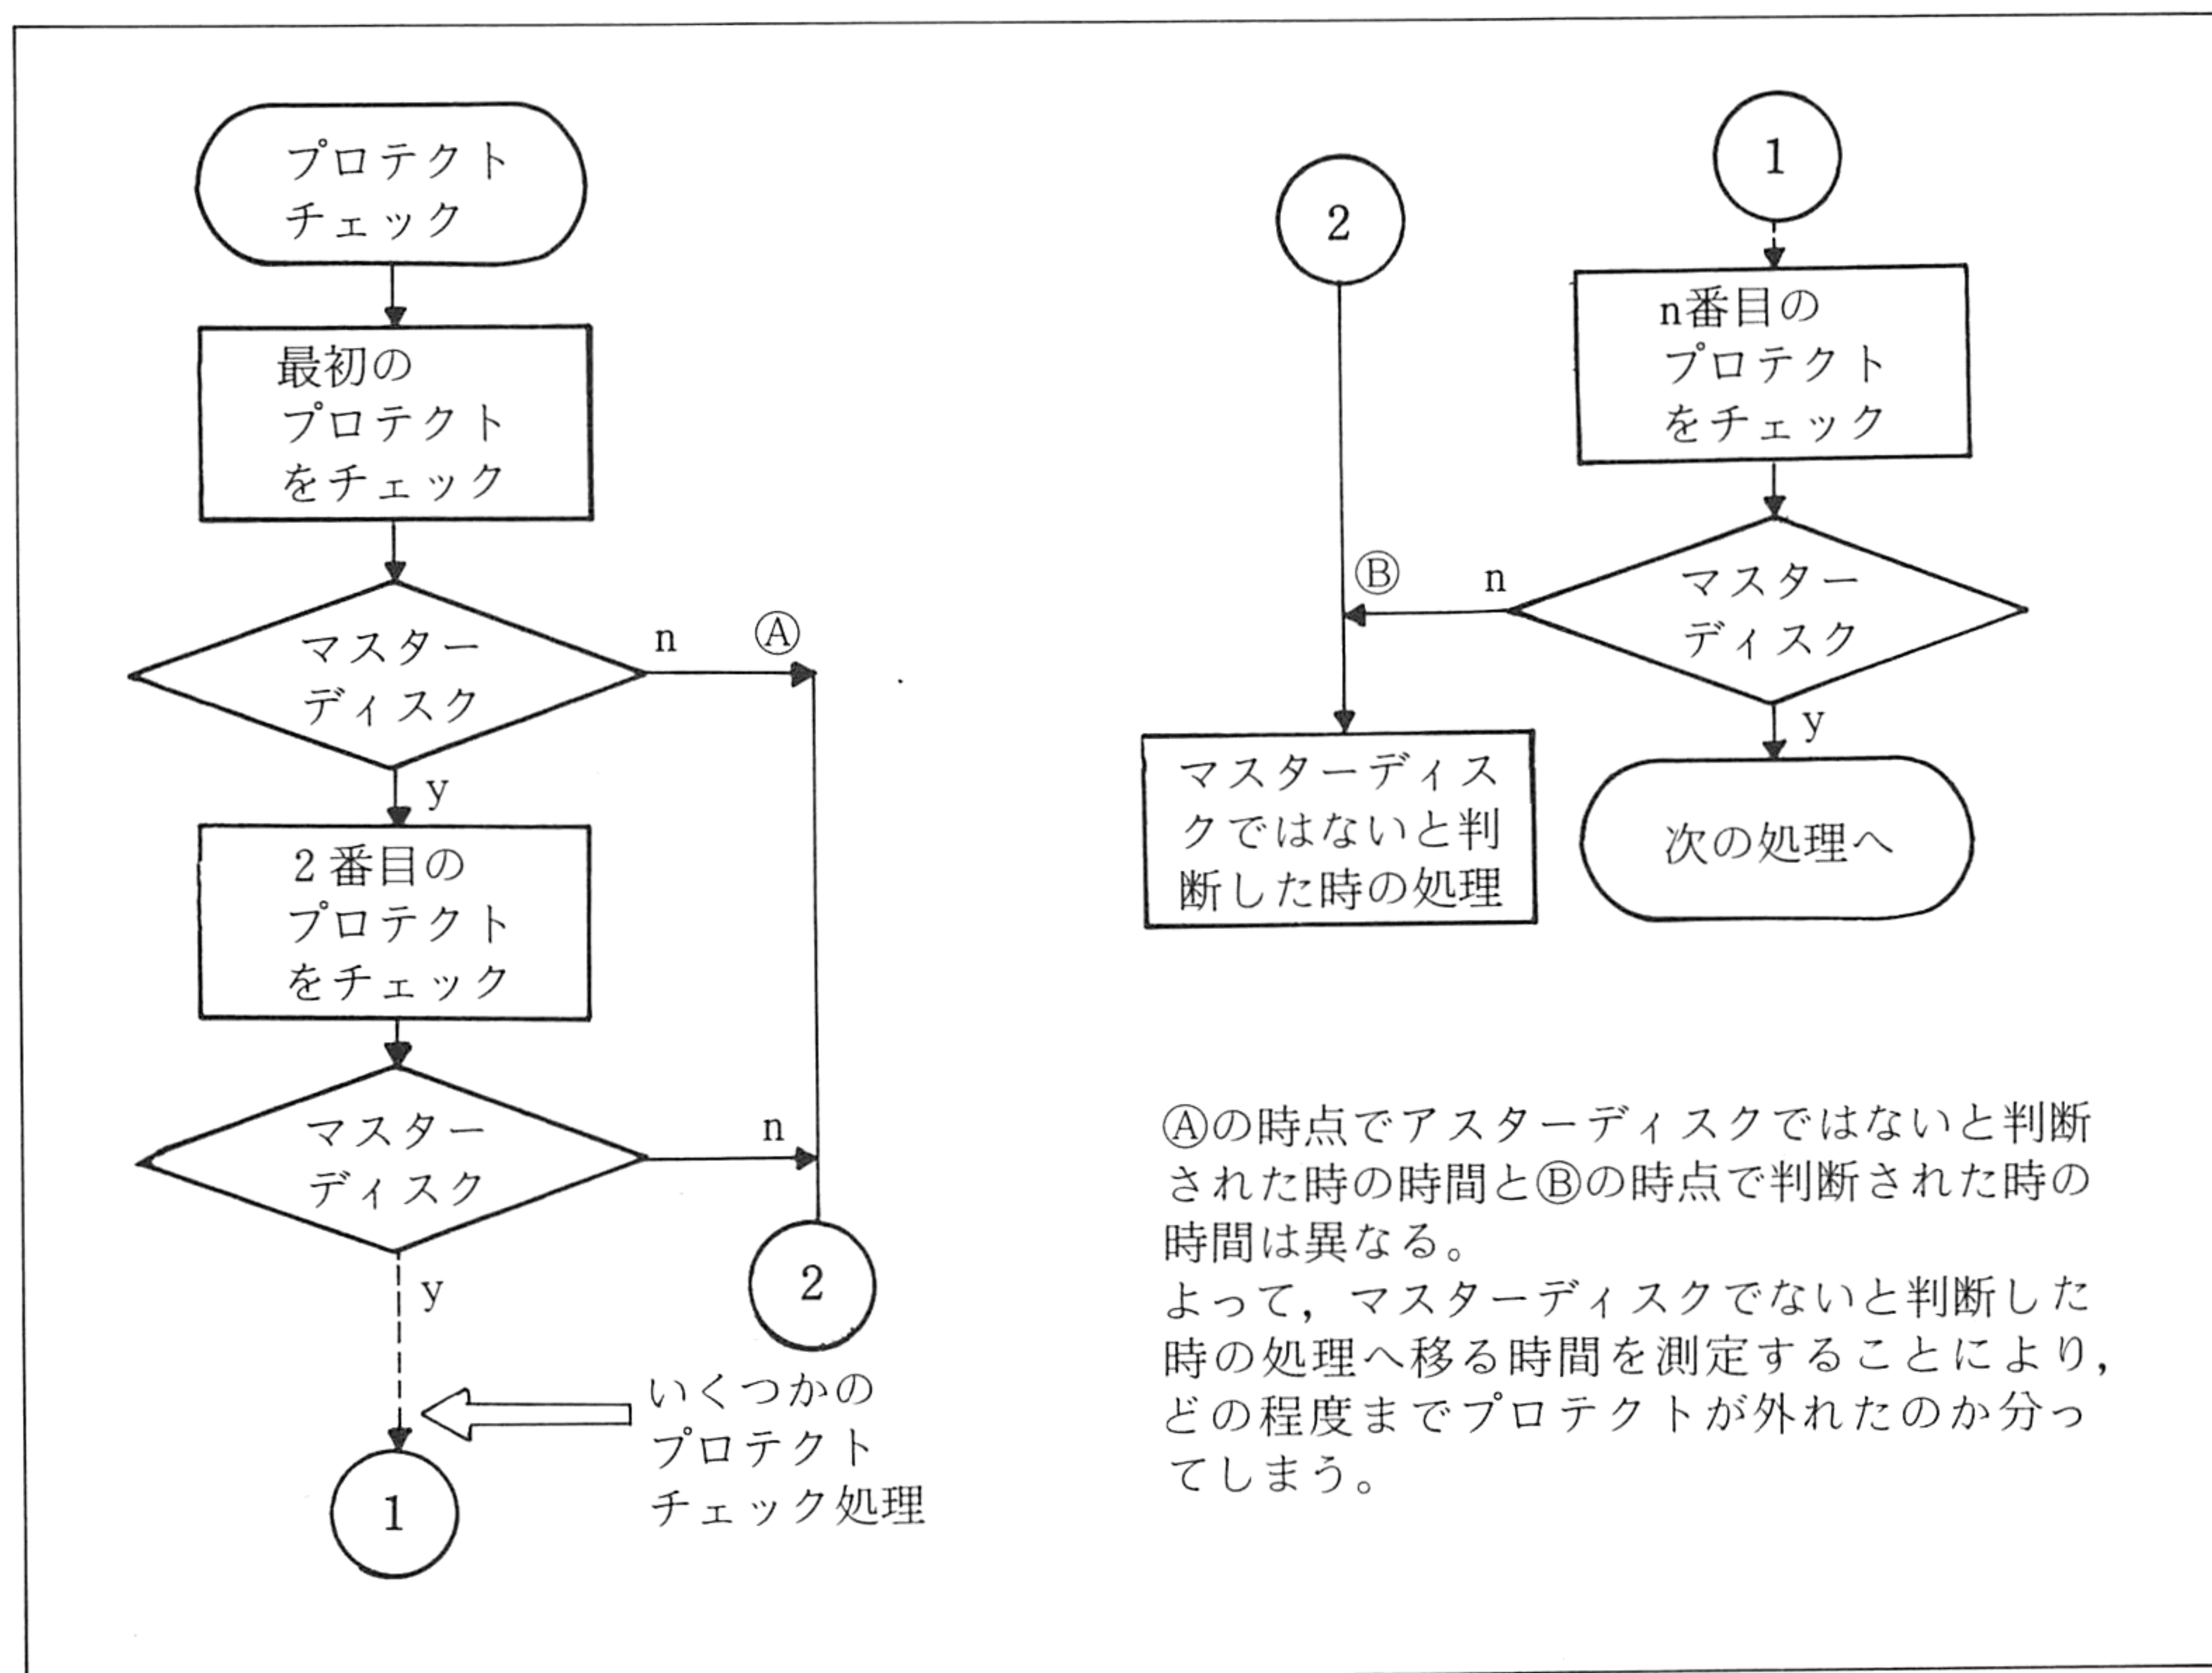 プロテクト
チェック
最初の
プロテクト
をチェック
マスター
ディスク
n
Ⓐ
y
2番目の
プロテクト
をチェック
マスター
ディスク
n
y
2
いくつかの
プロテクト
チェック処理
1
1
2
n番目の
プロテクト
をチェック
Ⓑ
n
マスター
ディスク
y
マスターディス
クではないと判
断した時の処理
次の処理へ
Ⓐの時点でアスターディスクではないと判断
された時の時間とⒷの時点で判断された時の
時間は異なる。
よって，マスターディスクでないと判断した
時の処理へ移る時間を測定することにより，
どの程度までプロテクトが外れたのか分っ
てしまう。